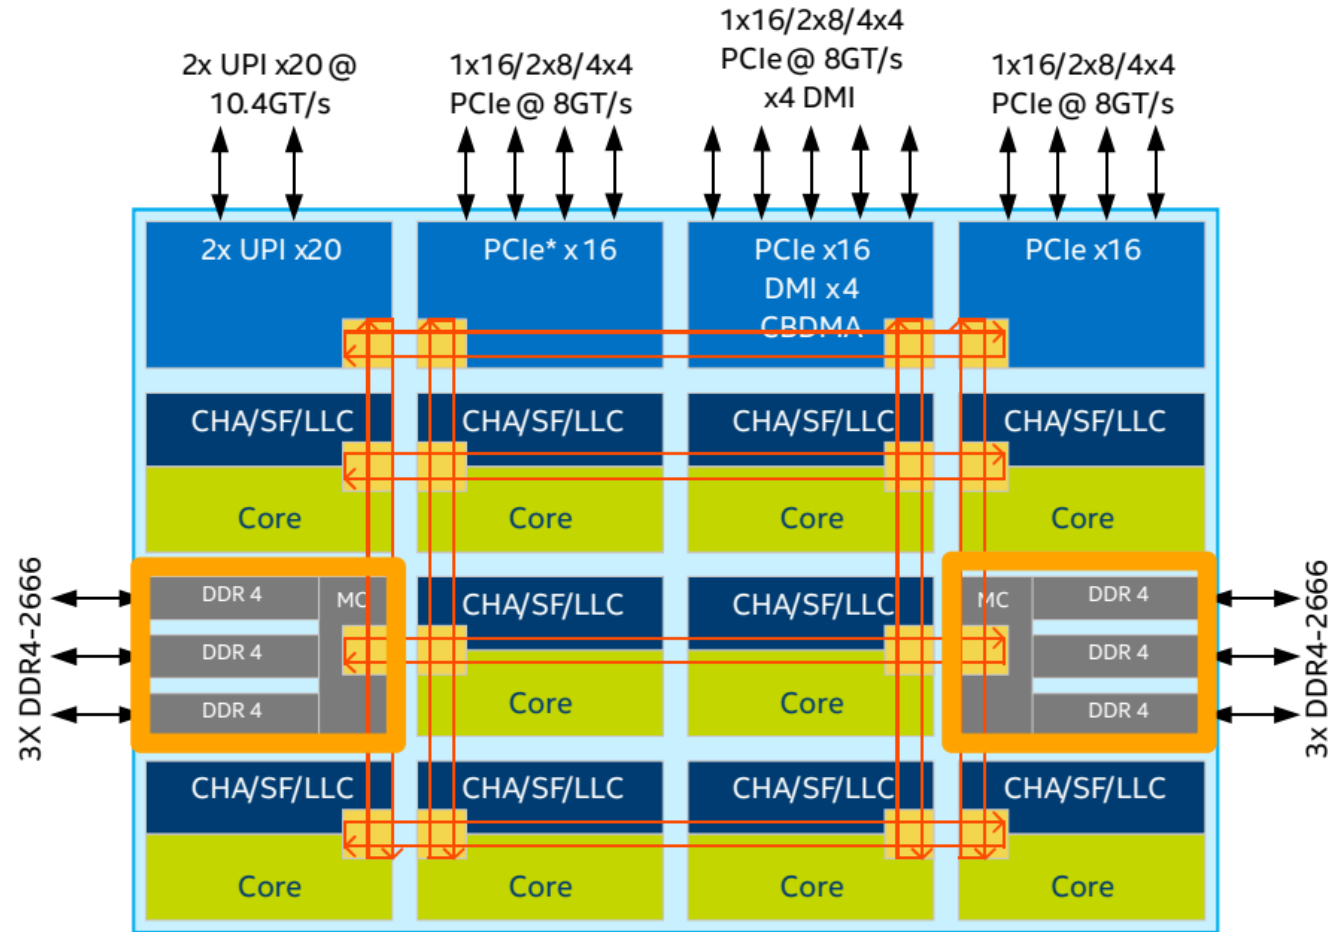 2x UPI x20 @
10.4GT/s
1x16/2x8/4x4
PCIe @ 8GT/s
1x16/2x8/4x4
PCIe @ 8GT/s
x4 DMI
1x16/2x8/4x4
PCIe @ 8GT/s
2x UPI x20
PCIe* x 16
PCIe x16
DMI x4
CBDMA
PCIe x16
CHA/SF/LLC
CHA/SF/LLC
CHA/SF/LLC
CHA/SF/LLC
Core
Core
Core
Core
3X DDR4-2666
DDR 4
DDR 4
DDR 4
MC
CHA/SF/LLC
Core
CHA/SF/LLC
Core
MC
DDR 4
DDR 4
DDR 4
3x DDR4-2666
CHA/SF/LLC
CHA/SF/LLC
CHA/SF/LLC
CHA/SF/LLC
Core
Core
Core
Core